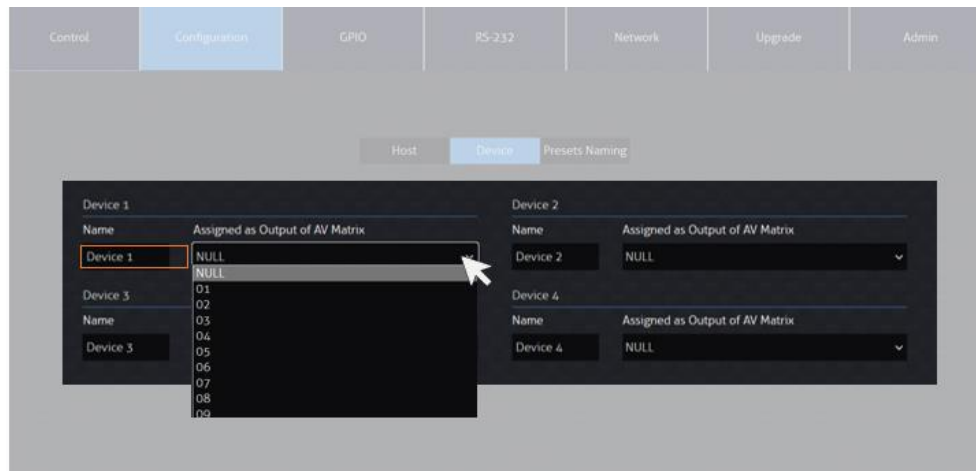 Control Configuration GPIO RS-232 Network Upgrade Admin
Host Device Presets Naming
Device 1
Name Assigned as Output of AV Matrix
Device 1 NULL
NULL
01
02
03
04
05
06
07
08
09
Device 2
Name Assigned as Output of AV Matrix
Device 2 NULL
Device 3
Name
Device 3
Device 4
Name Assigned as Output of AV Matrix
Device 4 NULL